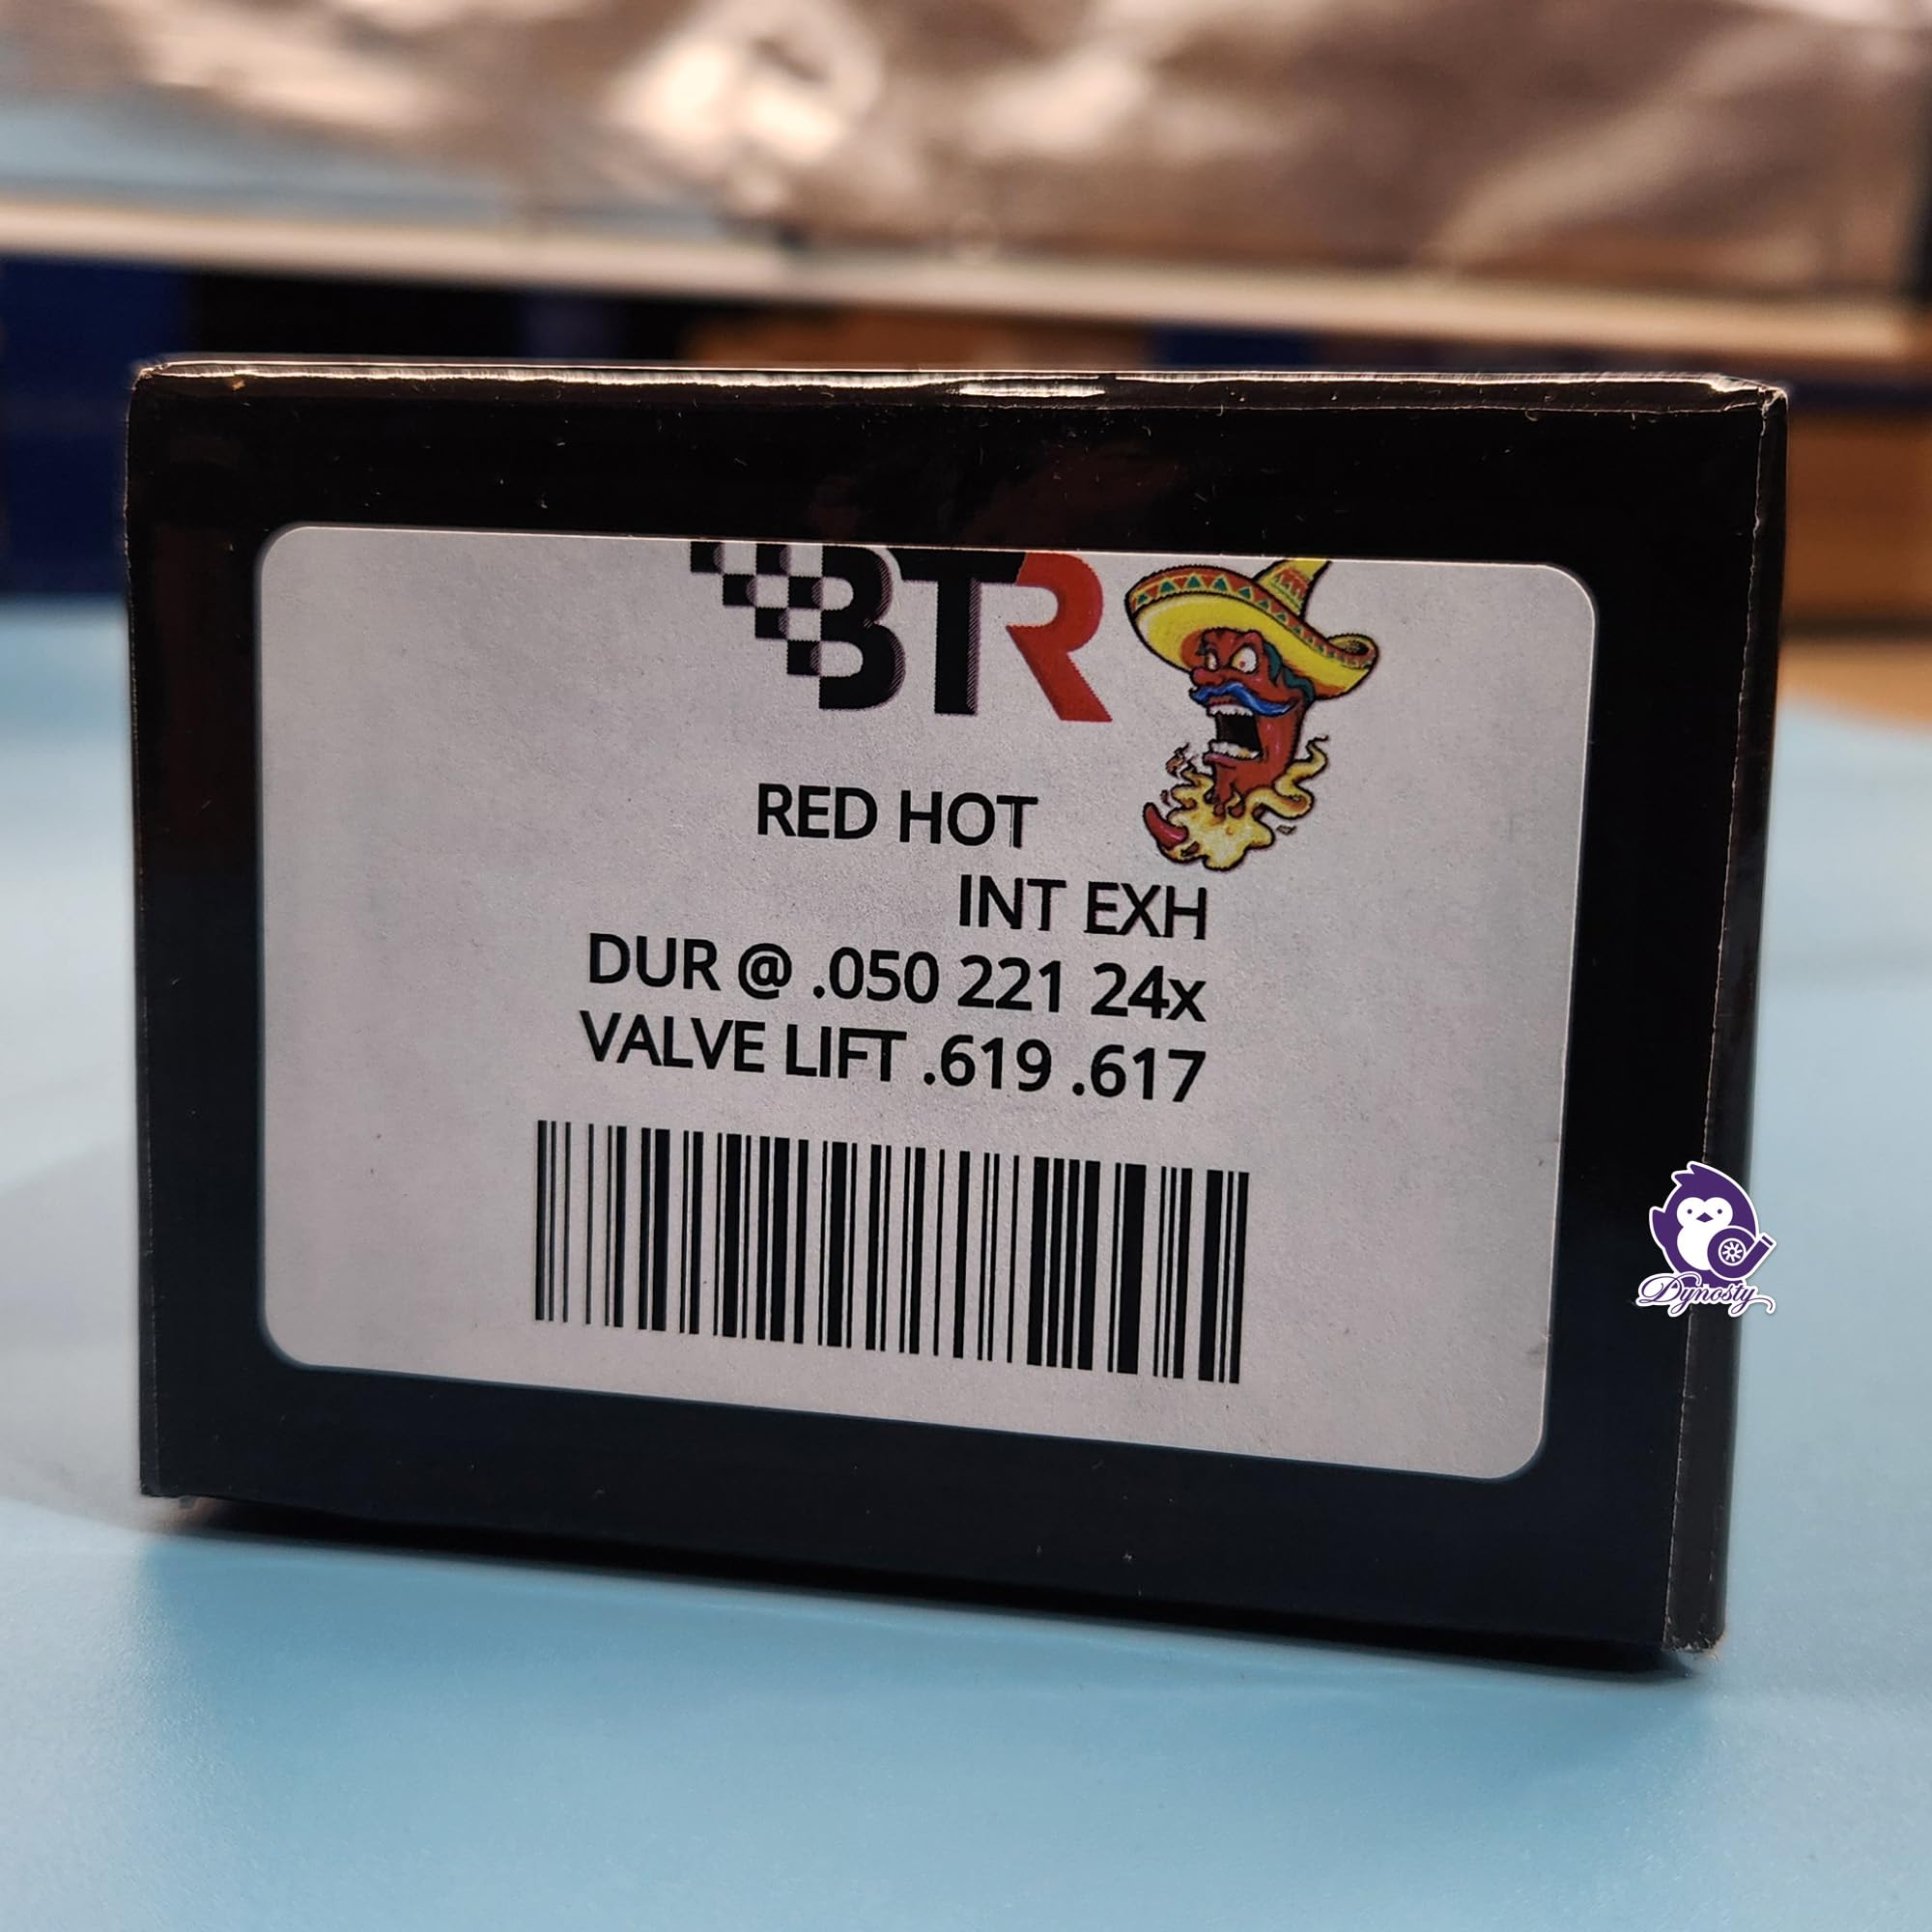 BTR
RED HOT
INT EXH
DUR @ .050 221 24x
VALVE LIFT .619 .617
Dynosty